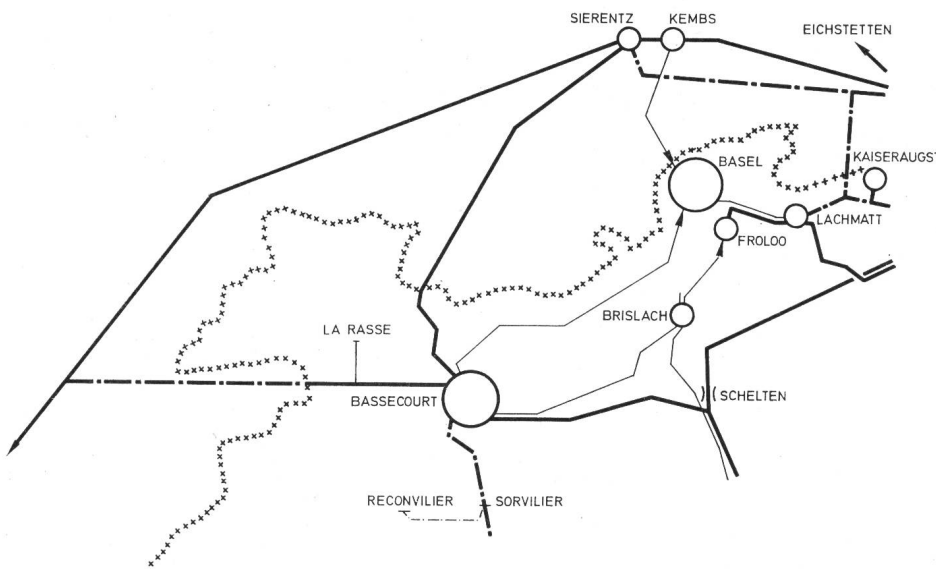 SIERENTZ
KEMBS
EICHSTETTEN
BASEL
KAISERAUGST
LACHMATT
FROLOO
BRISLACH
LA RASSE
BASSECOURT
SCHELTEN
RECONVILIER
SORVILIER